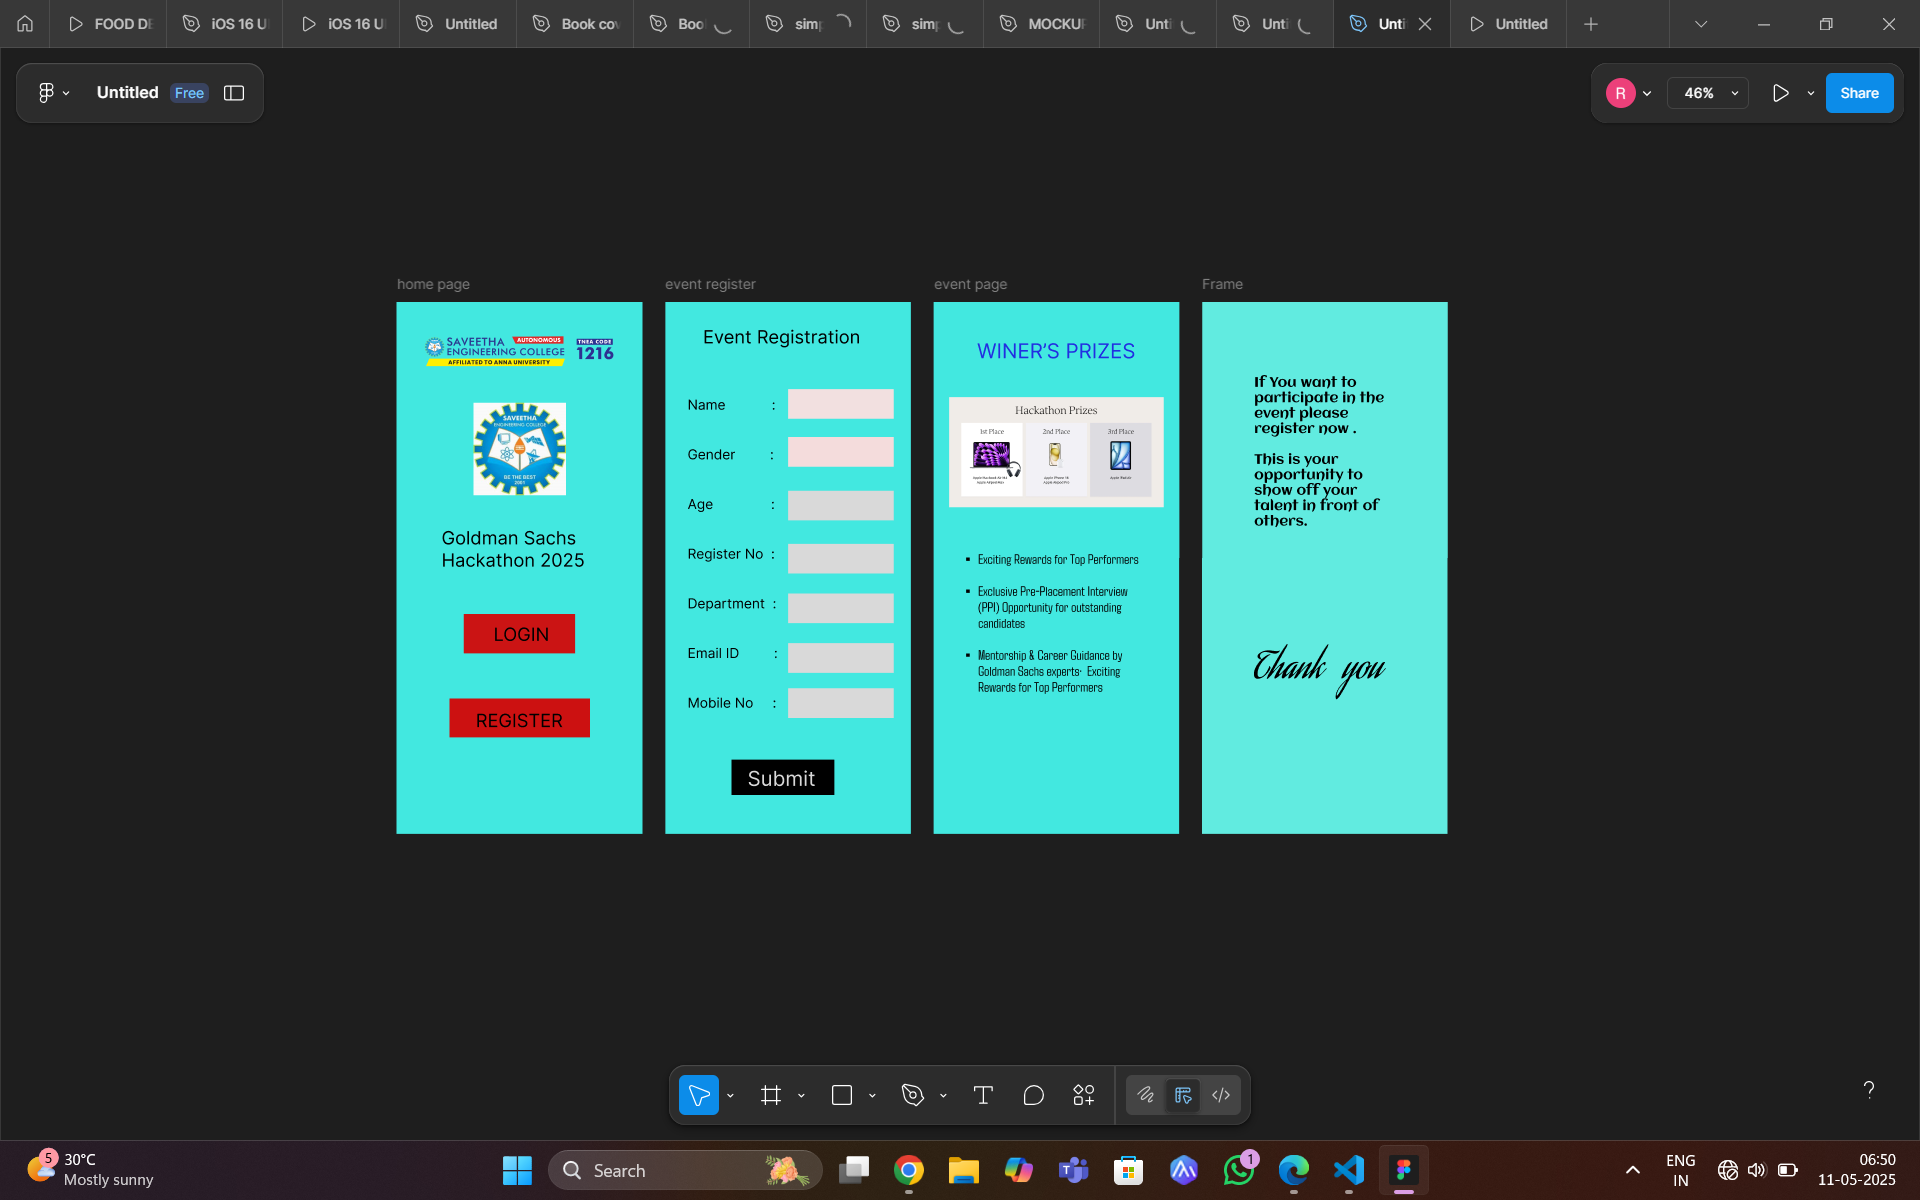 FOOD DE
iOS 16 U
iOS 16 U
Untitled
Book co
Boo
sim
sim
MOCKU
Unti
Unti
Unti
Untitled
Untitled
Free
R
46%
Share
home page
SAVEETHA
AUTONOMOUS
ENGINEERING COLLEGE
AFFILIATED TO ANNA UNIVERSITY
TNEA CODE
1216
SAVEETHA
ENGINEERING COLLEGE
BE THE BEST
2001
Goldman Sachs
Hackathon 2025
LOGIN
REGISTER
event register
Event Registration
Name :
Gender :
Age :
Register No :
Department :
Email ID :
Mobile No :
Submit
event page
WINER'S PRIZES
Hackathon Prizes
1st Place
2nd Place
3rd Place
• Exciting Rewards for Top Performers
• Exclusive Pre-Placement Interview
(PPI) Opportunity for outstanding
candidates
• Mentorship & Career Guidance by
Goldman Sachs experts· Exciting
Rewards for Top Performers
Frame
If You want to
participate in the
event please
register now .
This is your
opportunity to
show off your
talent in front of
others.
Thank you
?
5
30°C
Mostly sunny
Search
1
ENG
IN
06:50
11-05-2025